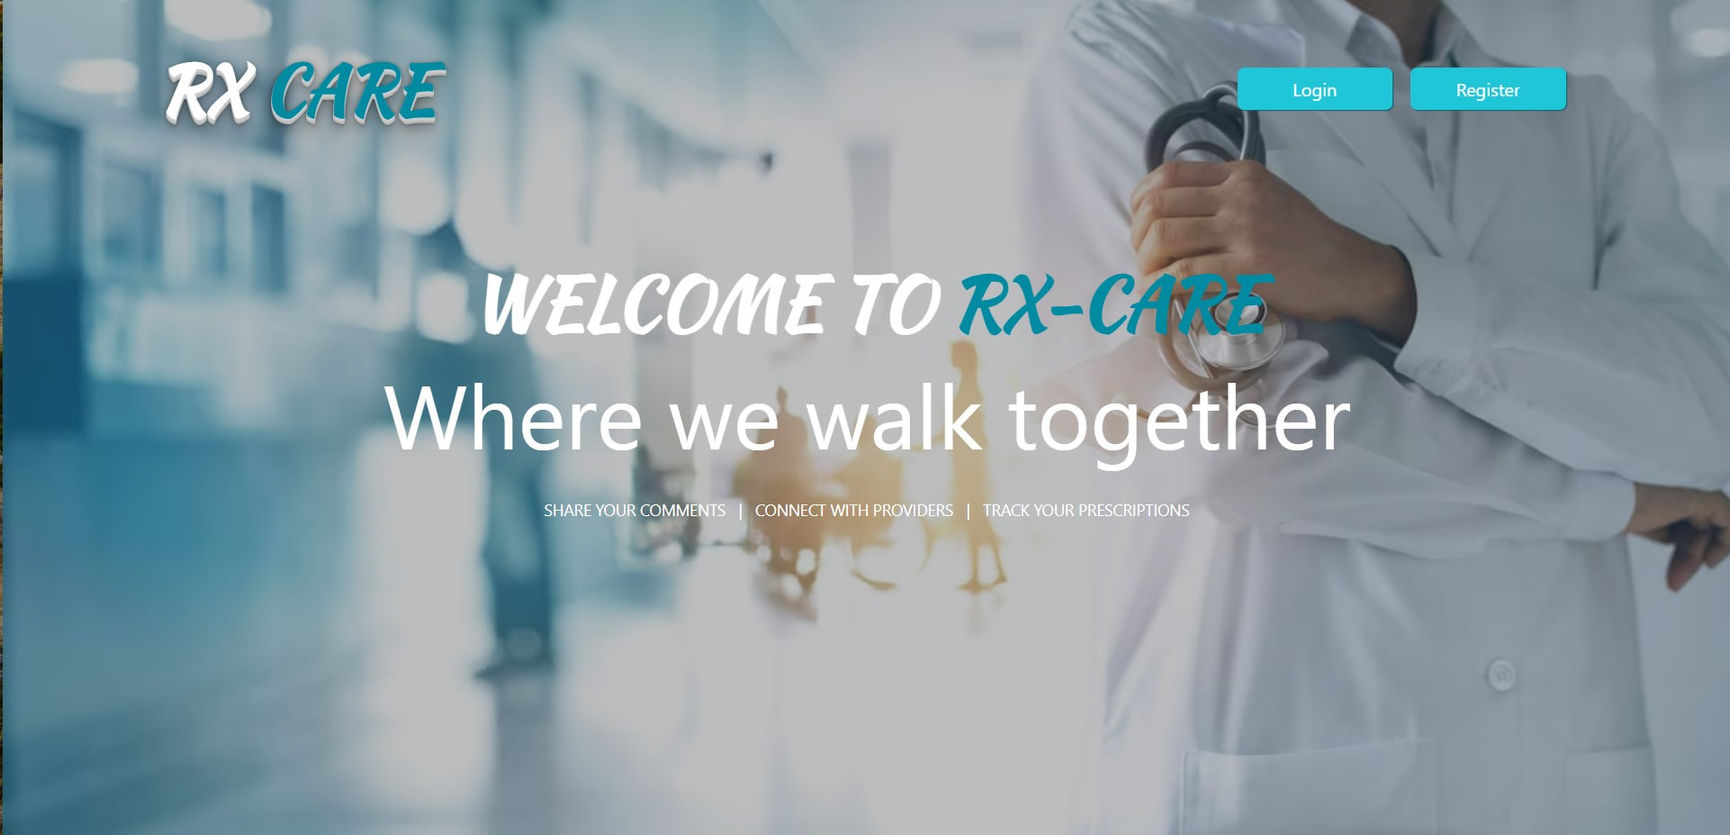 RX CARE
Login
Register
WELCOME TO RX-CARE
Where we walk together
SHARE YOUR COMMENTS | CONNECT WITH PROVIDERS | TRACK YOUR PRESCRIPTIONS